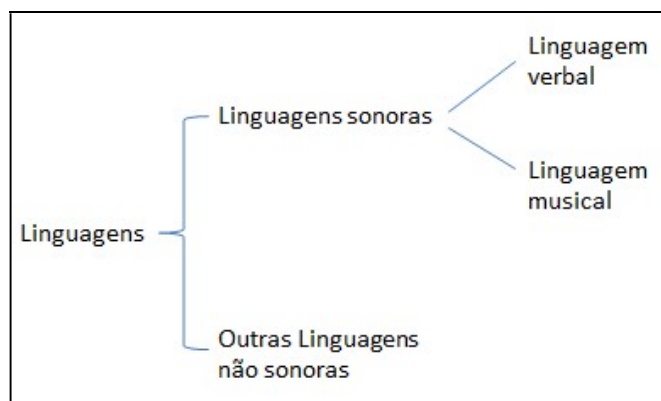 Linguagem
verbal
Linguagens sonoras
Linguagem
musical
Linguagens
Outras Linguagens
não sonoras